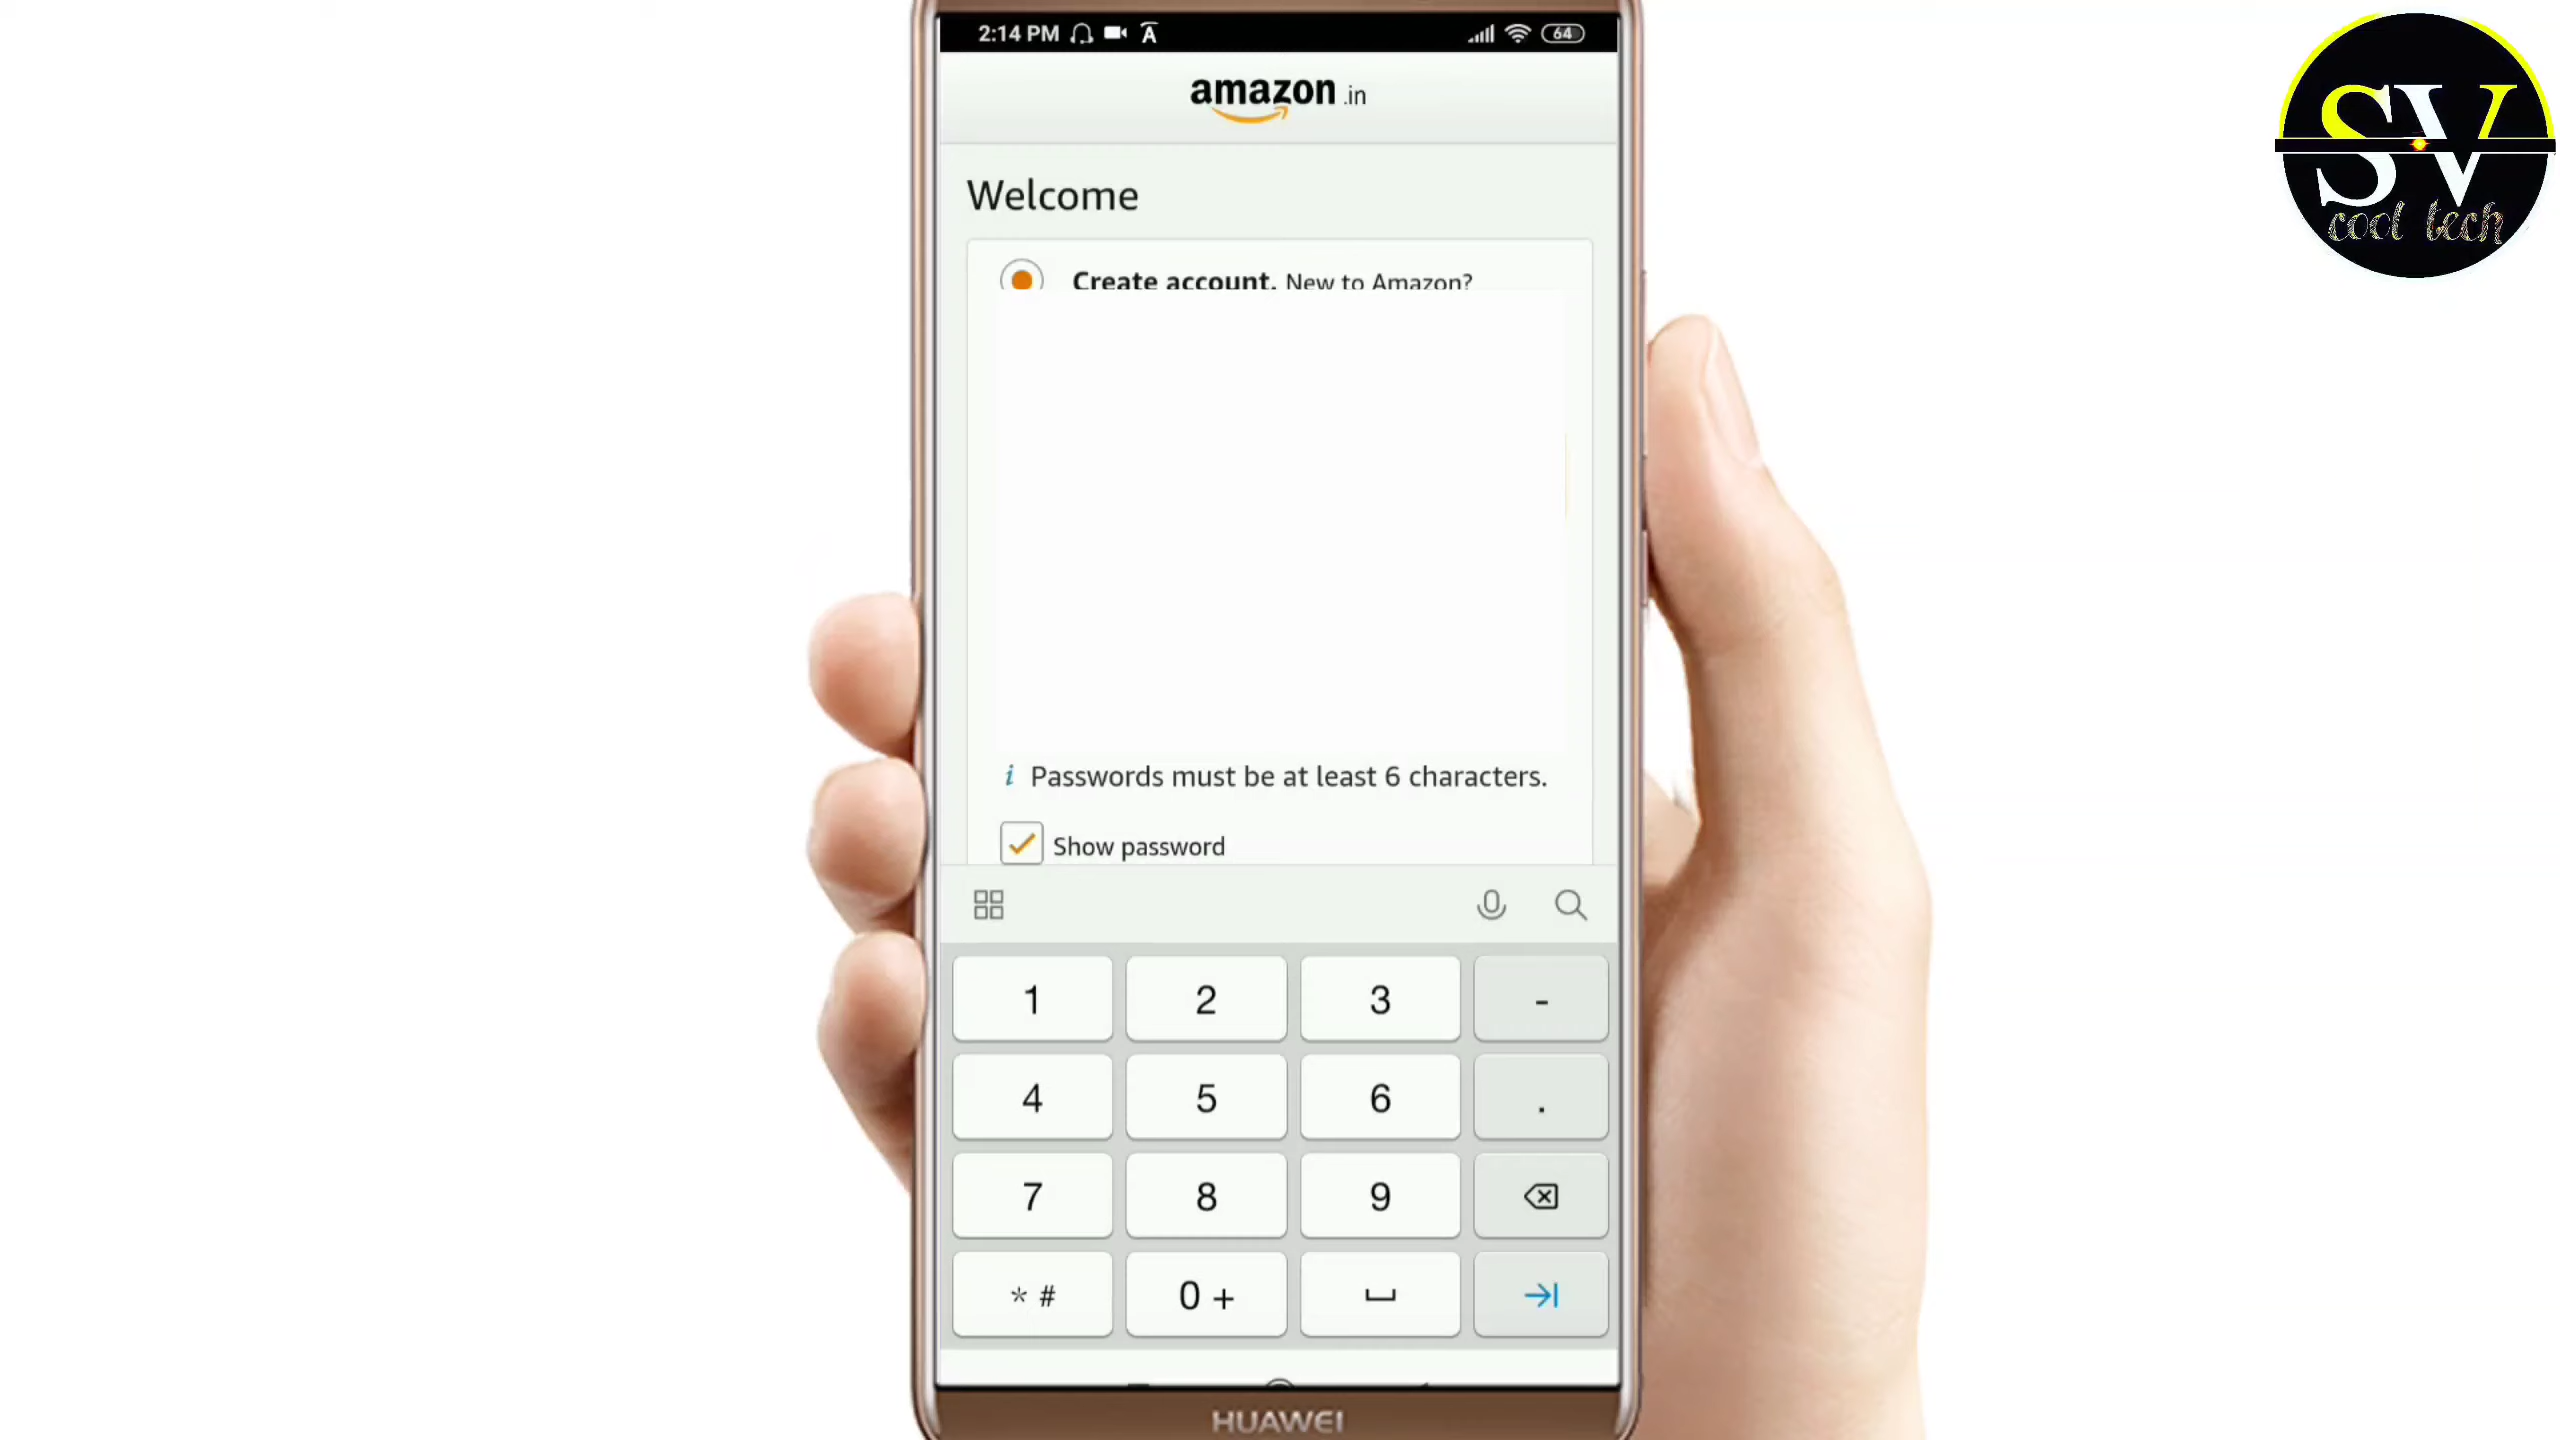 2:14 PM A 64
amazon.in
SV
cool tech
Welcome
Create account. New to Amazon?
i Passwords must be at least 6 characters.
Show password
1 2 3 -
4 5 6 .
7 8 9
* # 0 +
HUAWEI